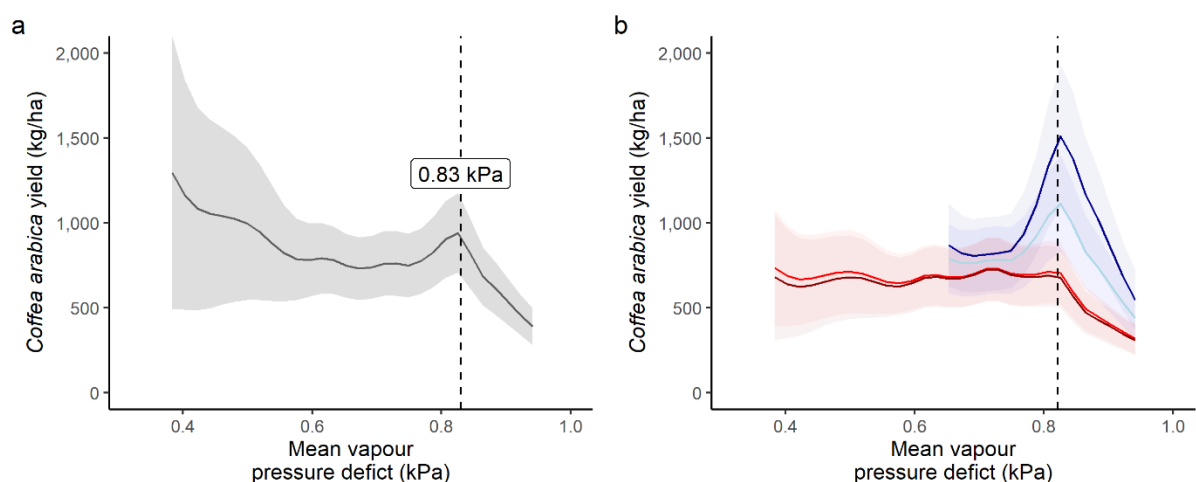 a
Coffea arabica yield (kg/ha)
2,000
1,500
1,000
500
0
0.83 kPa
0.4
0.6
0.8
1.0
Mean vapour
pressure defict (kPa)
b
Coffea arabica yield (kg/ha)
2,000
1,500
1,000
500
0
0.4
0.6
0.8
1.0
Mean vapour
pressure defict (kPa)